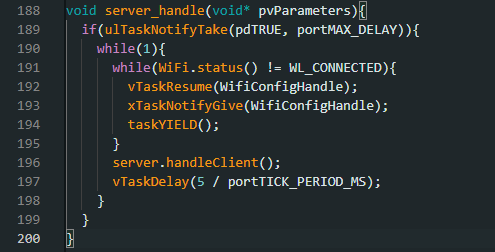 188 void server_handle(void* pvParameters){
189   if(ulTaskNotifyTake(pdTRUE, portMAX_DELAY)){
190     while(1){
191       while(WiFi.status() != WL_CONNECTED){
192         vTaskResume(WifiConfigHandle);
193         xTaskNotifyGive(WifiConfigHandle);
194         taskYIELD();
195       }
196       server.handleClient();
197       vTaskDelay(5 / portTICK_PERIOD_MS);
198     }
199   }
200 }